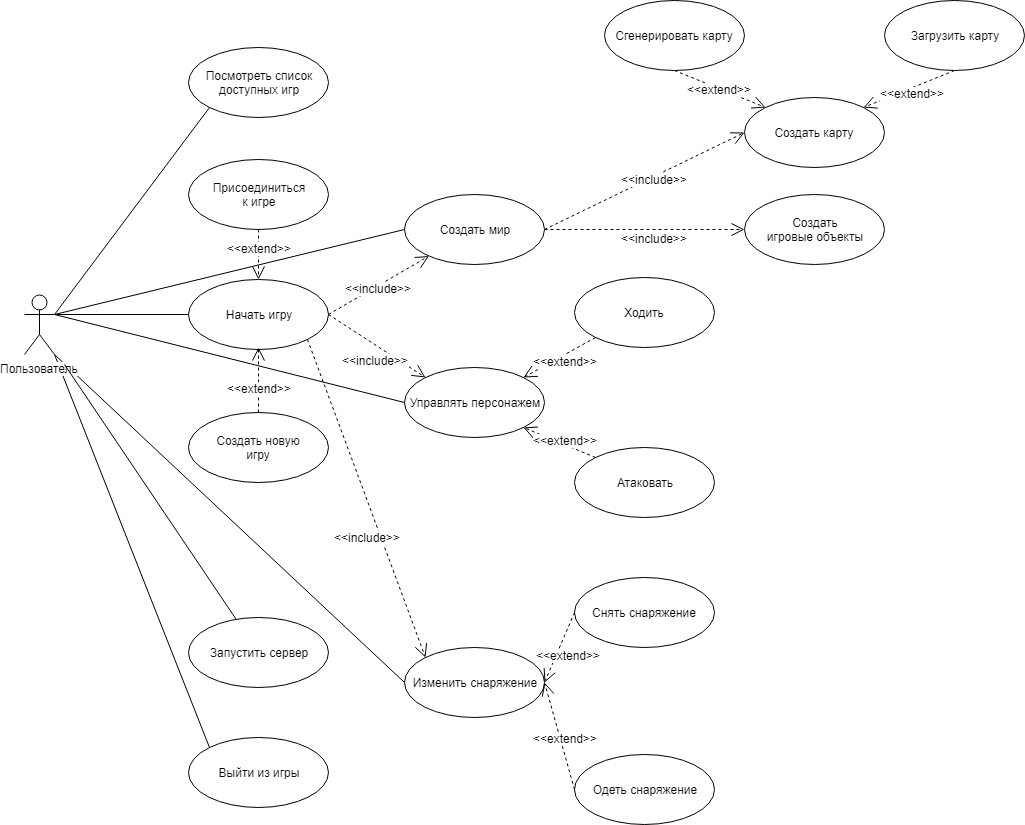 Сгенерировать карту
Загрузить карту
Посмотреть список
доступных игр
<<extend>>
<<extend>>
Создать карту
Присоединиться
к игре
<<include>>
Создать мир
Создать
игровые объекты
<<extend>>
<<include>>
<<include>>
Начать игру
Ходить
Пользователь
<<include>>
<<extend>>
<<extend>>
Управлять персонажем
Создать новую
игру
<<extend>>
Атаковать
<<include>>
Снять снаряжение
Запустить сервер
<<extend>>
Изменить снаряжение
<<extend>>
Выйти из игры
Одеть снаряжение